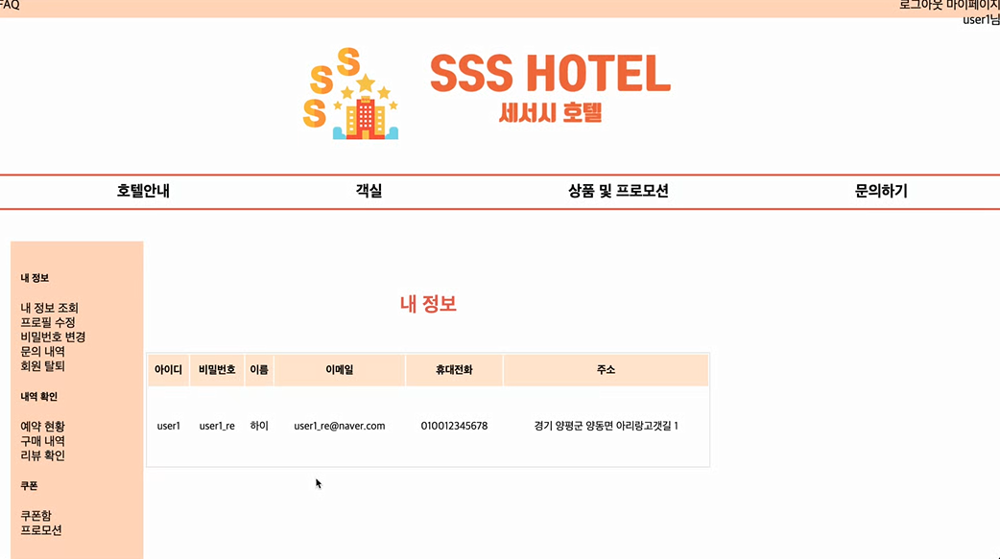 FAQ
로그아웃 마이페이지
user1님
S
S
S
SSS HOTEL
세서시 호텔
호텔안내 객실 상품 및 프로모션 문의하기
내 정보
내 정보 조회
프로필 수정
비밀번호 변경
문의 내역
회원 탈퇴
내역 확인
예약 현황
구매 내역
리뷰 확인
쿠폰
쿠폰함
프로모션
내 정보
아이디 비밀번호 이름 이메일 휴대전화 주소
user1 user1_re 하이 user1_re@naver.com 010012345678 경기 양평군 양동면 아리랑고갯길 1